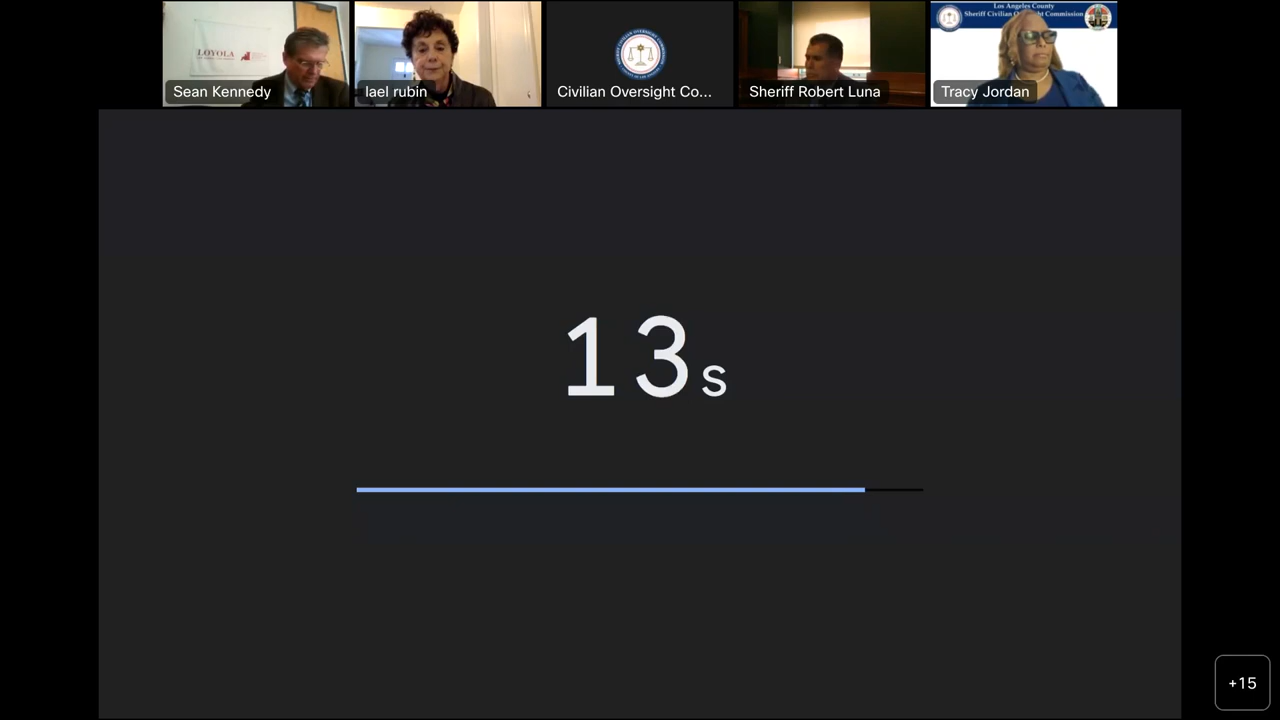 LOYOLA
Los Angeles County
Sheriff Civilian Oversight Commission
Sean Kennedy
lael rubin
Civilian Oversight Co...
Sheriff Robert Luna
Tracy Jordan
13s
+15